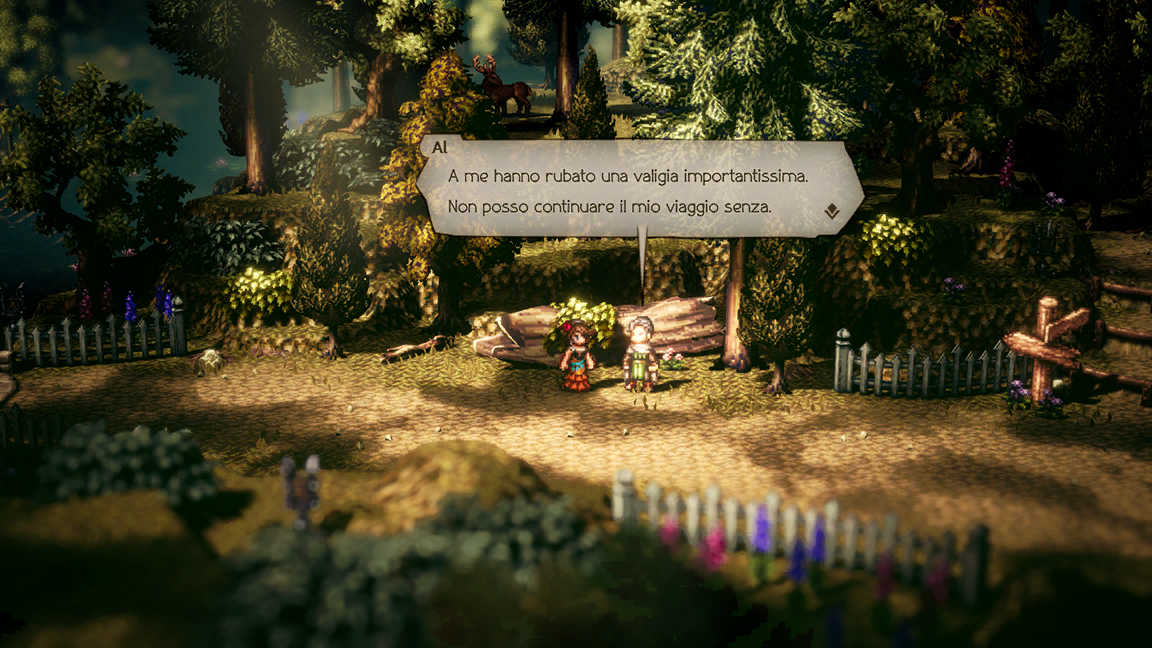 Al
A me hanno rubato una valigia importantissima.
Non posso continuare il mio viaggio senza.